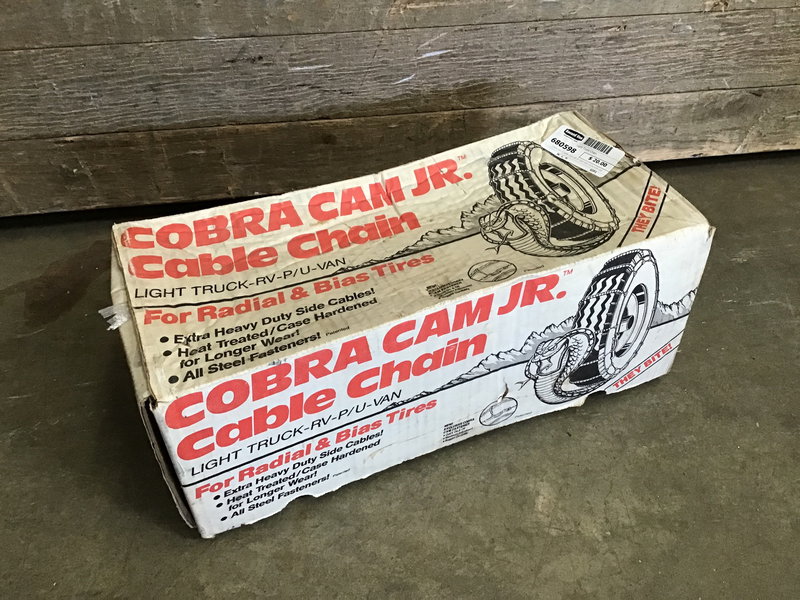 680598
$ 20.00
COBRA CAM JR.™
Cable Chain
LIGHT TRUCK-RV-P/U-VAN
For Radial & Bias Tires
• Extra Heavy Duty Side Cables!
• Heat Treated/Case Hardened
for Longer Wear! Patented
• All Steel Fasteners!
THEY BITE!
COBRA CAM JR.™
Cable Chain
LIGHT TRUCK-RV-P/U-VAN
For Radial & Bias Tires
• Extra Heavy Duty Side Cables!
• Heat Treated/Case Hardened
for Longer Wear! Patented
• All Steel Fasteners!
THEY BITE!